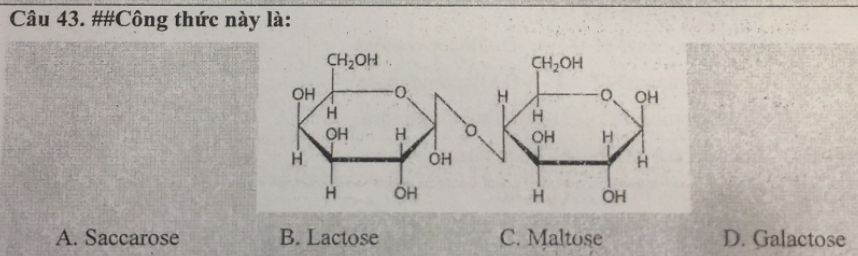 Câu 43. ##Công thức này là:
CH₂OH CH₂OH
OH O H O OH
H H
OH H O OH H
H OH H
H OH H OH
A. Saccarose B. Lactose C. Maltose D. Galactose